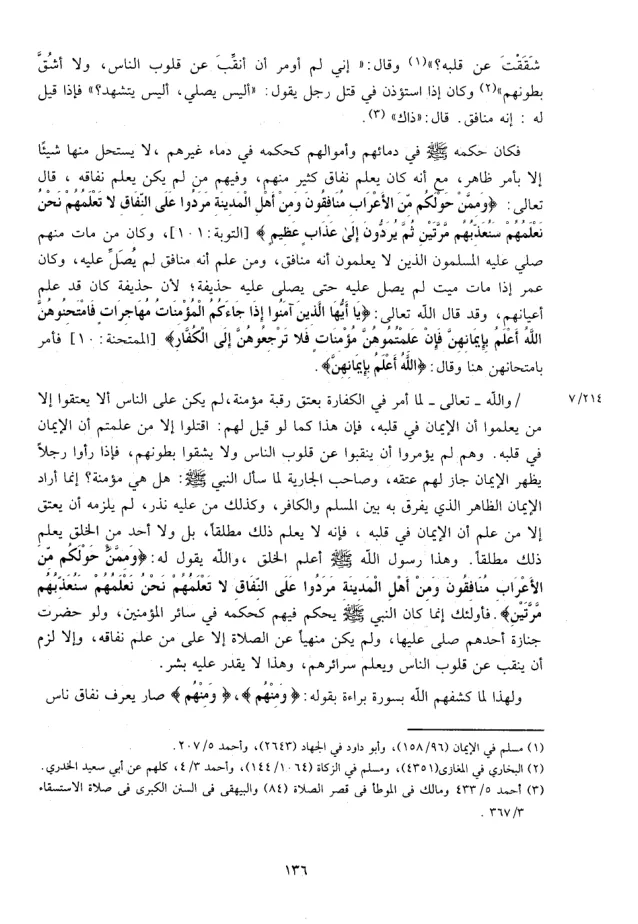 شَقَقْتَ عن قلبه؟»(١) وقال:« إني لم أومر أن أنقِّبَ عن قلوب الناس، ولا أشُقَّ
بطونهم»(٢) وكان إذا استؤذن في قتل رجل يقول: «أليس يصلي، أليس يتشهد؟» فإذا قيل
له : إنه منافق. قال:«ذاك» (٣).
فكان حكمه ﷺ في دمائهم وأموالهم كحكمه في دماء غيرهم ،لا يستحل منها شيئًا
إلا بأمر ظاهر، مع أنه كان يعلم نفاق كثير منهم، وفيهم من لم يكن يعلم نفاقه ، قال
تعالى: ﴿وَمِمَّنْ حَوْلَكُم مِّنَ الأَعْرَابِ مُنَافِقُونَ وَمِنْ أَهْلِ الْمَدِينَةِ مَرَدُوا عَلَى النِّفَاقِ لا تَعْلَمُهُمْ نَحْنُ
نَعْلَمُهُمْ سَنُعَذِّبُهُم مَّرَّتَيْنِ ثُمَّ يُرَدُّونَ إِلَىٰ عَذَابٍ عَظِيمٍ ﴾ [التوبة:١٠١]، وكان من مات منهم
صلى عليه المسلمون الذين لا يعلمون أنه منافق، ومن علم أنه منافق لم يُصلِّ عليه، وكان
عمر إذا مات ميت لم يصل عليه حتى يصلى عليه حذيفة؛ لأن حذيفة كان قد علم
أعيانهم، وقد قال اللّه تعالى:﴿يا أَيُّهَا الَّذِينَ آمَنُوا إِذَا جَاءَكُمُ الْمُؤْمِنَاتُ مُهَاجِرَاتٍ فَامْتَحِنُوهُنَّ
اللَّهُ أَعْلَمُ بِإِيمَانِهِنَّ فَإِنْ عَلِمْتُمُوهُنَّ مُؤْمِنَاتٍ فَلا تَرْجِعُوهُنَّ إِلَى الْكُفَّارِ﴾ [الممتحنة:١٠] فأمر
بامتحانهن هنا وقال:﴿اللَّهُ أَعْلَمُ بِإِيمَانِهِنَّ﴾.
٧/٢١٤ / واللّه ـ تعالى ـ لما أمر في الكفارة بعتق رقبة مؤمنة،لم يكن على الناس ألا يعتقوا إلا
من يعلموا أن الإيمان في قلبه، فإن هذا كما لو قيل لهم: اقتلوا إلا من علمتم أن الإيمان
في قلبه. وهم لم يؤمروا أن ينقبوا عن قلوب الناس ولا يشقوا بطونهم، فإذا رأوا رجلاً
يظهر الإيمان جاز لهم عتقه، وصاحب الجارية لما سأل النبي ﷺ: هل هي مؤمنة؟ إنما أراد
الإيمان الظاهر الذي يفرق به بين المسلم والكافر، وكذلك من عليه نذر، لم يلزمه أن يعتق
إلا من علم أن الإيمان في قلبه ، فإنه لا يعلم ذلك مطلقاً، بل ولا أحد من الخلق يعلم
ذلك مطلقاً. وهذا رسول اللّه ﷺ أعلم الخلق ،واللّه يقول له:﴿وَمِمَّنْ حَوْلَكُم مِّنَ
الأَعْرَابِ مُنَافِقُونَ وَمِنْ أَهْلِ الْمَدِينَةِ مَرَدُوا عَلَى النِّفَاقِ لا تَعْلَمُهُمْ نَحْنُ نَعْلَمُهُمْ سَنُعَذِّبُهُم
مَّرَّتَيْنِ﴾.فأولئك إنما كان النبي ﷺ يحكم فيهم كحكمه في سائر المؤمنين، ولو حضرت
جنازة أحدهم صلى عليها، ولم يكن منهياً عن الصلاة إلا على من علم نفاقه، وإلا لزم
أن ينقب عن قلوب الناس ويعلم سرائرهم، وهذا لا يقدر عليه بشر.
ولهذا لما كشفهم اللّه بسورة براءة بقوله:﴿ وَمِنْهُم ﴾،﴿ وَمِنْهُم ﴾ صار يعرف نفاق ناس
(١) مسلم في الإيمان (١٥٨/٩٦)، وأبو داود في الجهاد (٢٦٤٣)، وأحمد ٢٠٧/٥.
(٢) البخاري في المغازى(٤٣٥١)، ومسلم في الزكاة (١٤٤/١٠٦٤)، وأحمد ٤/٣، كلهم عن أبي سعيد الخدري.
(٣) أحمد ٤٣٣/٥ ومالك فى الموطأ فى قصر الصلاة (٨٤) والبيهقى فى السنن الكبرى فى صلاة الاستسقاء
٣٦٧/٣ .
١٣٦